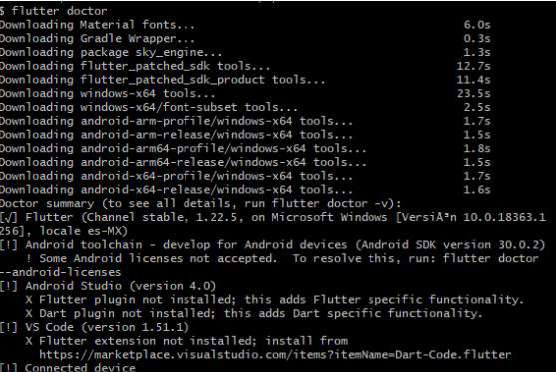 $ flutter doctor
Downloading Material fonts... 6.0s
Downloading Gradle Wrapper... 0.3s
Downloading package sky_engine... 1.3s
Downloading flutter_patched_sdk tools... 12.7s
Downloading flutter_patched_sdk_product tools... 11.4s
Downloading windows-x64 tools... 23.5s
Downloading windows-x64/font-subset tools... 2.5s
Downloading android-arm-profile/windows-x64 tools... 1.7s
Downloading android-arm-release/windows-x64 tools... 1.5s
Downloading android-arm64-profile/windows-x64 tools... 1.8s
Downloading android-arm64-release/windows-x64 tools... 1.5s
Downloading android-x64-profile/windows-x64 tools... 1.7s
Downloading android-x64-release/windows-x64 tools... 1.6s
Doctor summary (to see all details, run flutter doctor -v):
[√] Flutter (Channel stable, 1.22.5, on Microsoft Windows [VersiÃ³n 10.0.18363.1
256], locale es-MX)
[!] Android toolchain - develop for Android devices (Android SDK version 30.0.2)
! Some Android licenses not accepted.  To resolve this, run: flutter doctor
--android-licenses
[!] Android Studio (version 4.0)
X Flutter plugin not installed; this adds Flutter specific functionality.
X Dart plugin not installed; this adds Dart specific functionality.
[!] VS Code (version 1.51.1)
X Flutter extension not installed; install from
https://marketplace.visualstudio.com/items?itemName=Dart-Code.flutter
[!] Connected device